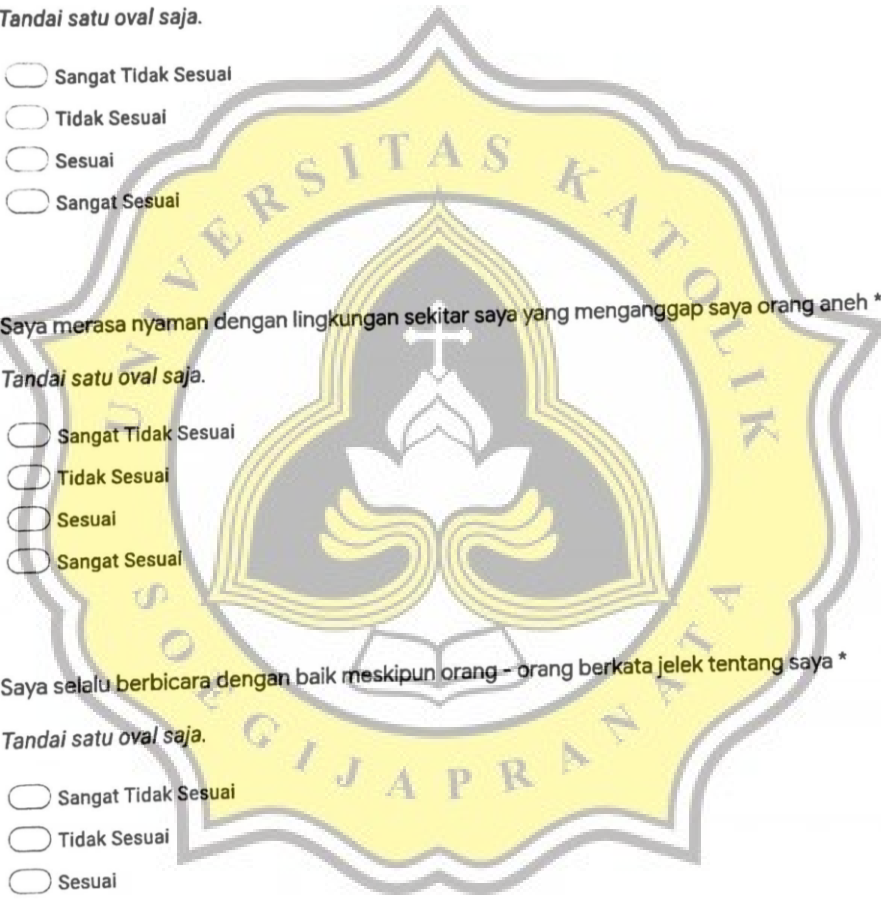 Tandai satu oval saja.
Sangat Tidak Sesuai
Tidak Sesuai
Sesuai
Sangat Sesuai
Saya merasa nyaman dengan lingkungan sekitar saya yang menganggap saya orang aneh *
Tandai satu oval saja.
Sangat Tidak Sesuai
Tidak Sesuai
Sesuai
Sangat Sesuai
Saya selalu berbicara dengan baik meskipun orang - orang berkata jelek tentang saya *
Tandai satu oval saja.
Sangat Tidak Sesuai
Tidak Sesuai
Sesuai
UNIVERSITAS KATOLIK
SOEGIJAPRANATA